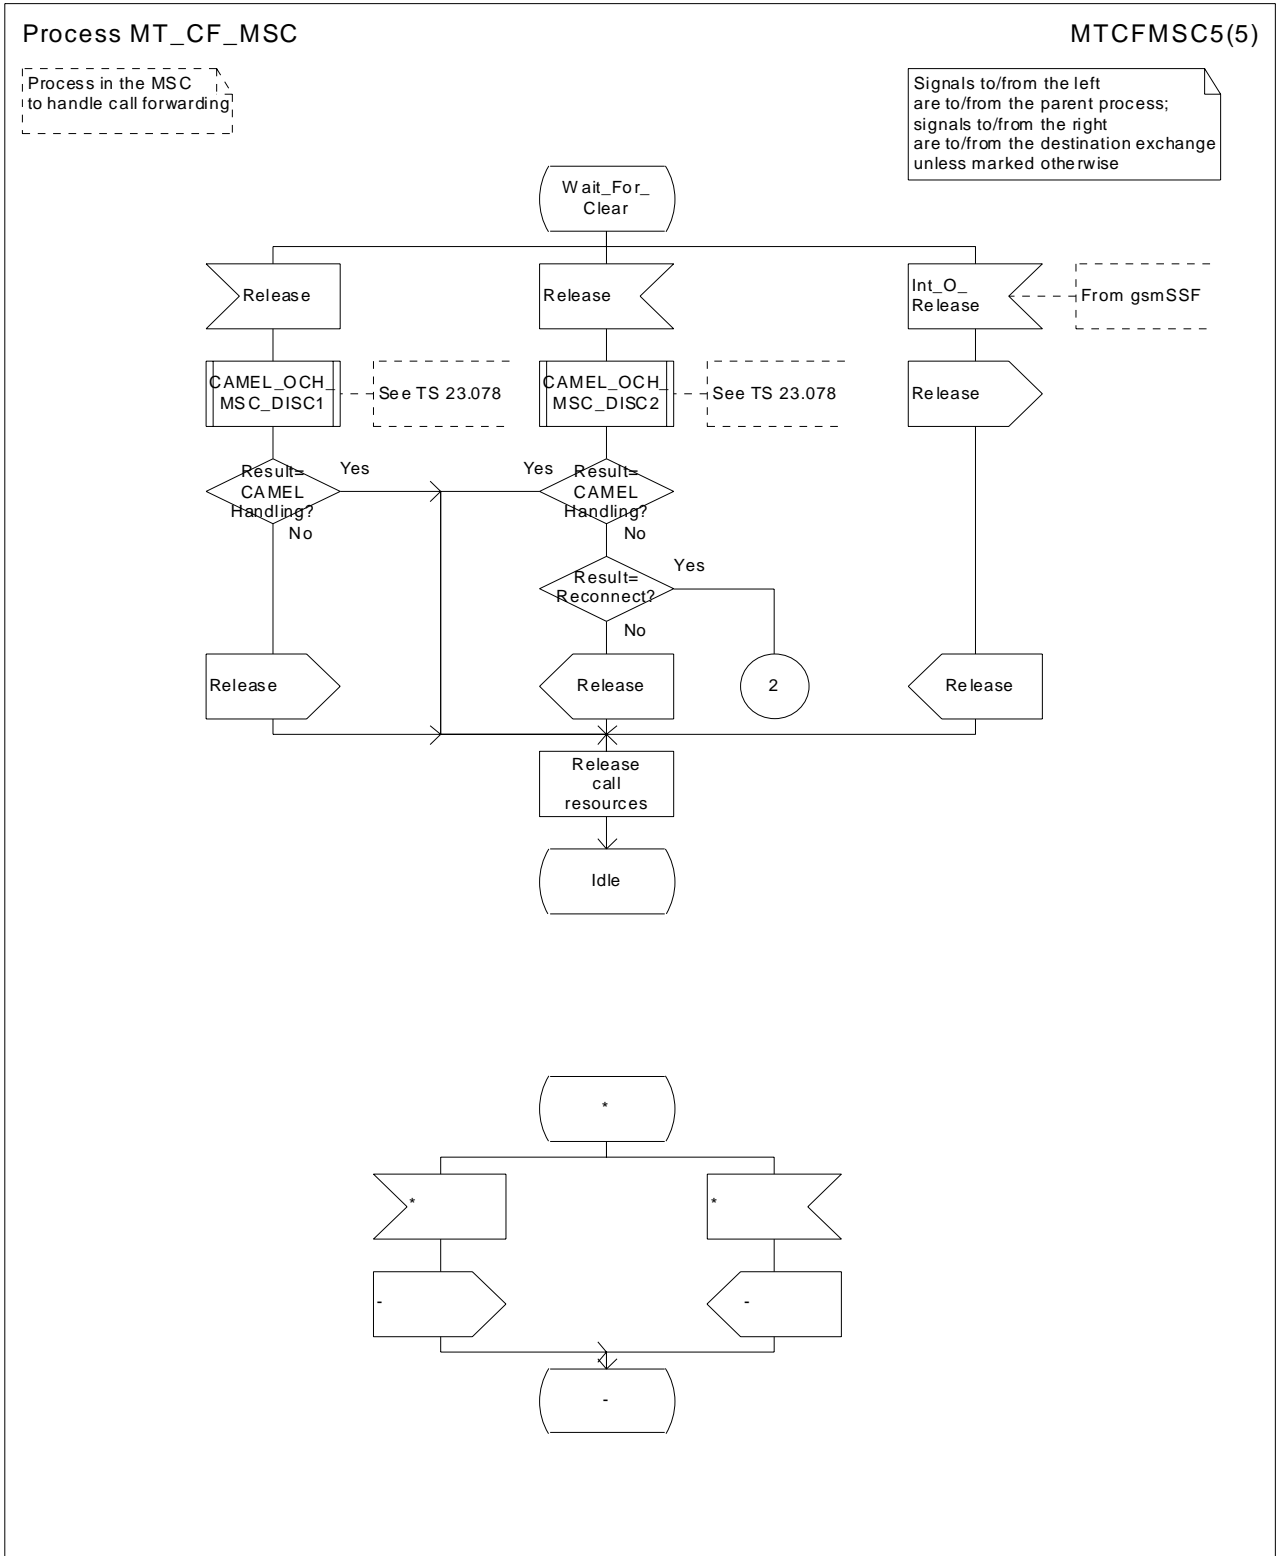 Process MT_CF_MSC
MTCFMSC5(5)
Process in the MSC
to handle call forwarding
Signals to/from the left
are to/from the parent process;
signals to/from the right
are to/from the destination exchange
unless marked otherwise
Wait_For_
Clear
Release
Release
Int_O_
Release
From gsmSSF
CAMEL_OCH_
MSC_DISC1
See TS 23.078
CAMEL_OCH_
MSC_DISC2
See TS 23.078
Release
Result=
CAMEL
Handling?
Yes
No
Yes
Result=
CAMEL
Handling?
No
Result=
Reconnect?
Yes
No
Release
Release
2
Release
Release
call
resources
Idle
*
*
*
-
-
-